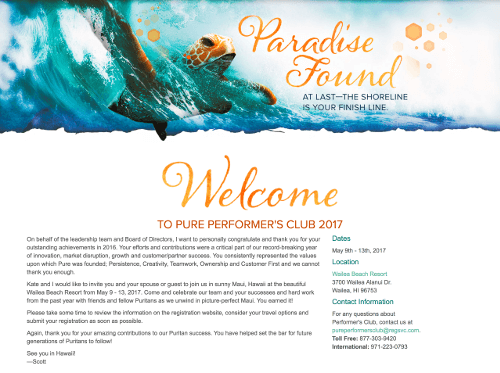 Paradise
Found
AT LAST—THE SHORELINE
IS YOUR FINISH LINE.
Welcome
TO PURE PERFORMER'S CLUB 2017
On behalf of the leadership team and Board of Directors, I want to personally congratulate and thank you for your
outstanding achievements in 2016. Your efforts and contributions were a critical part of our record-breaking year
of innovation, market disruption, growth and customer/partner success. You consistently represented the values
upon which Pure was founded; Persistence, Creativity, Teamwork, Ownership and Customer First and we cannot
thank you enough.
Kate and I would like to invite you and your spouse or guest to join us in sunny Maui, Hawaii at the beautiful
Wailea Beach Resort from May 9 - 13, 2017. Come and celebrate our team and your successes and hard work
from the past year with friends and fellow Puritans as we unwind in picture-perfect Maui. You earned it!
Please take some time to review the information on the registration website, consider your travel options and
submit your registration as soon as possible.
Again, thank you for your amazing contributions to our Puritan success. You have helped set the bar for future
generations of Puritans to follow!
See you in Hawaii!
—Scott
Dates
May 9th - 13th, 2017
Location
Wailea Beach Resort
3700 Wailea Alanui Dr.
Wailea, HI 96753
Contact Information
For any questions about
Performer's Club, contact us at
pureperformersclub@regsvc.com.
Toll Free: 877-303-9420
International: 971-223-0793